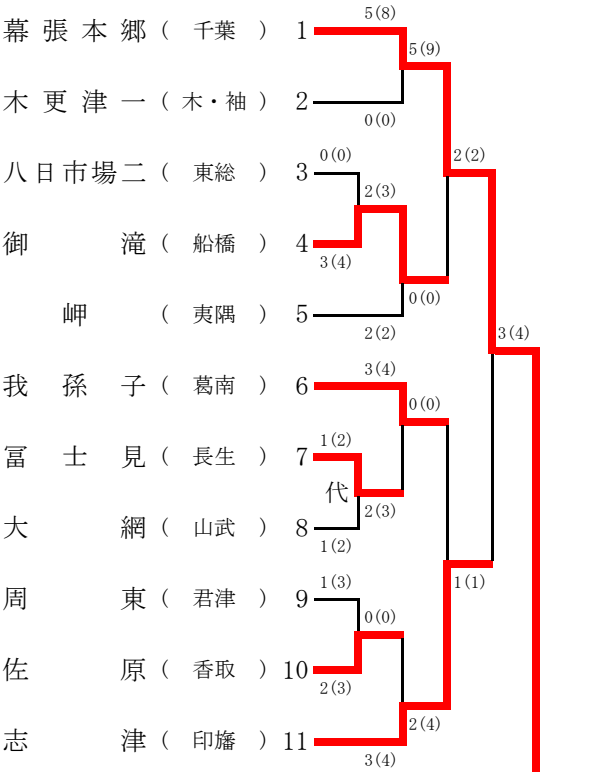 5(8)
幕張本郷（ 千葉 ） 1
5(9)
木更津一（ 木・袖 ） 2
0(0)
0(0)
2(2)
八日市場二（ 東総 ） 3
2(3)
御滝（ 船橋 ） 4
3(4)
0(0)
岬（ 夷隅 ） 5
2(2)
3(4)
3(4)
我孫子（ 葛南 ） 6
0(0)
1(2)
冨士見（ 長生 ） 7
代
2(3)
大網（ 山武 ） 8
1(2)
1(3)
1(1)
周東（ 君津 ） 9
0(0)
佐原（ 香取 ） 10
2(3)
2(4)
志津（ 印旛 ） 11
3(4)